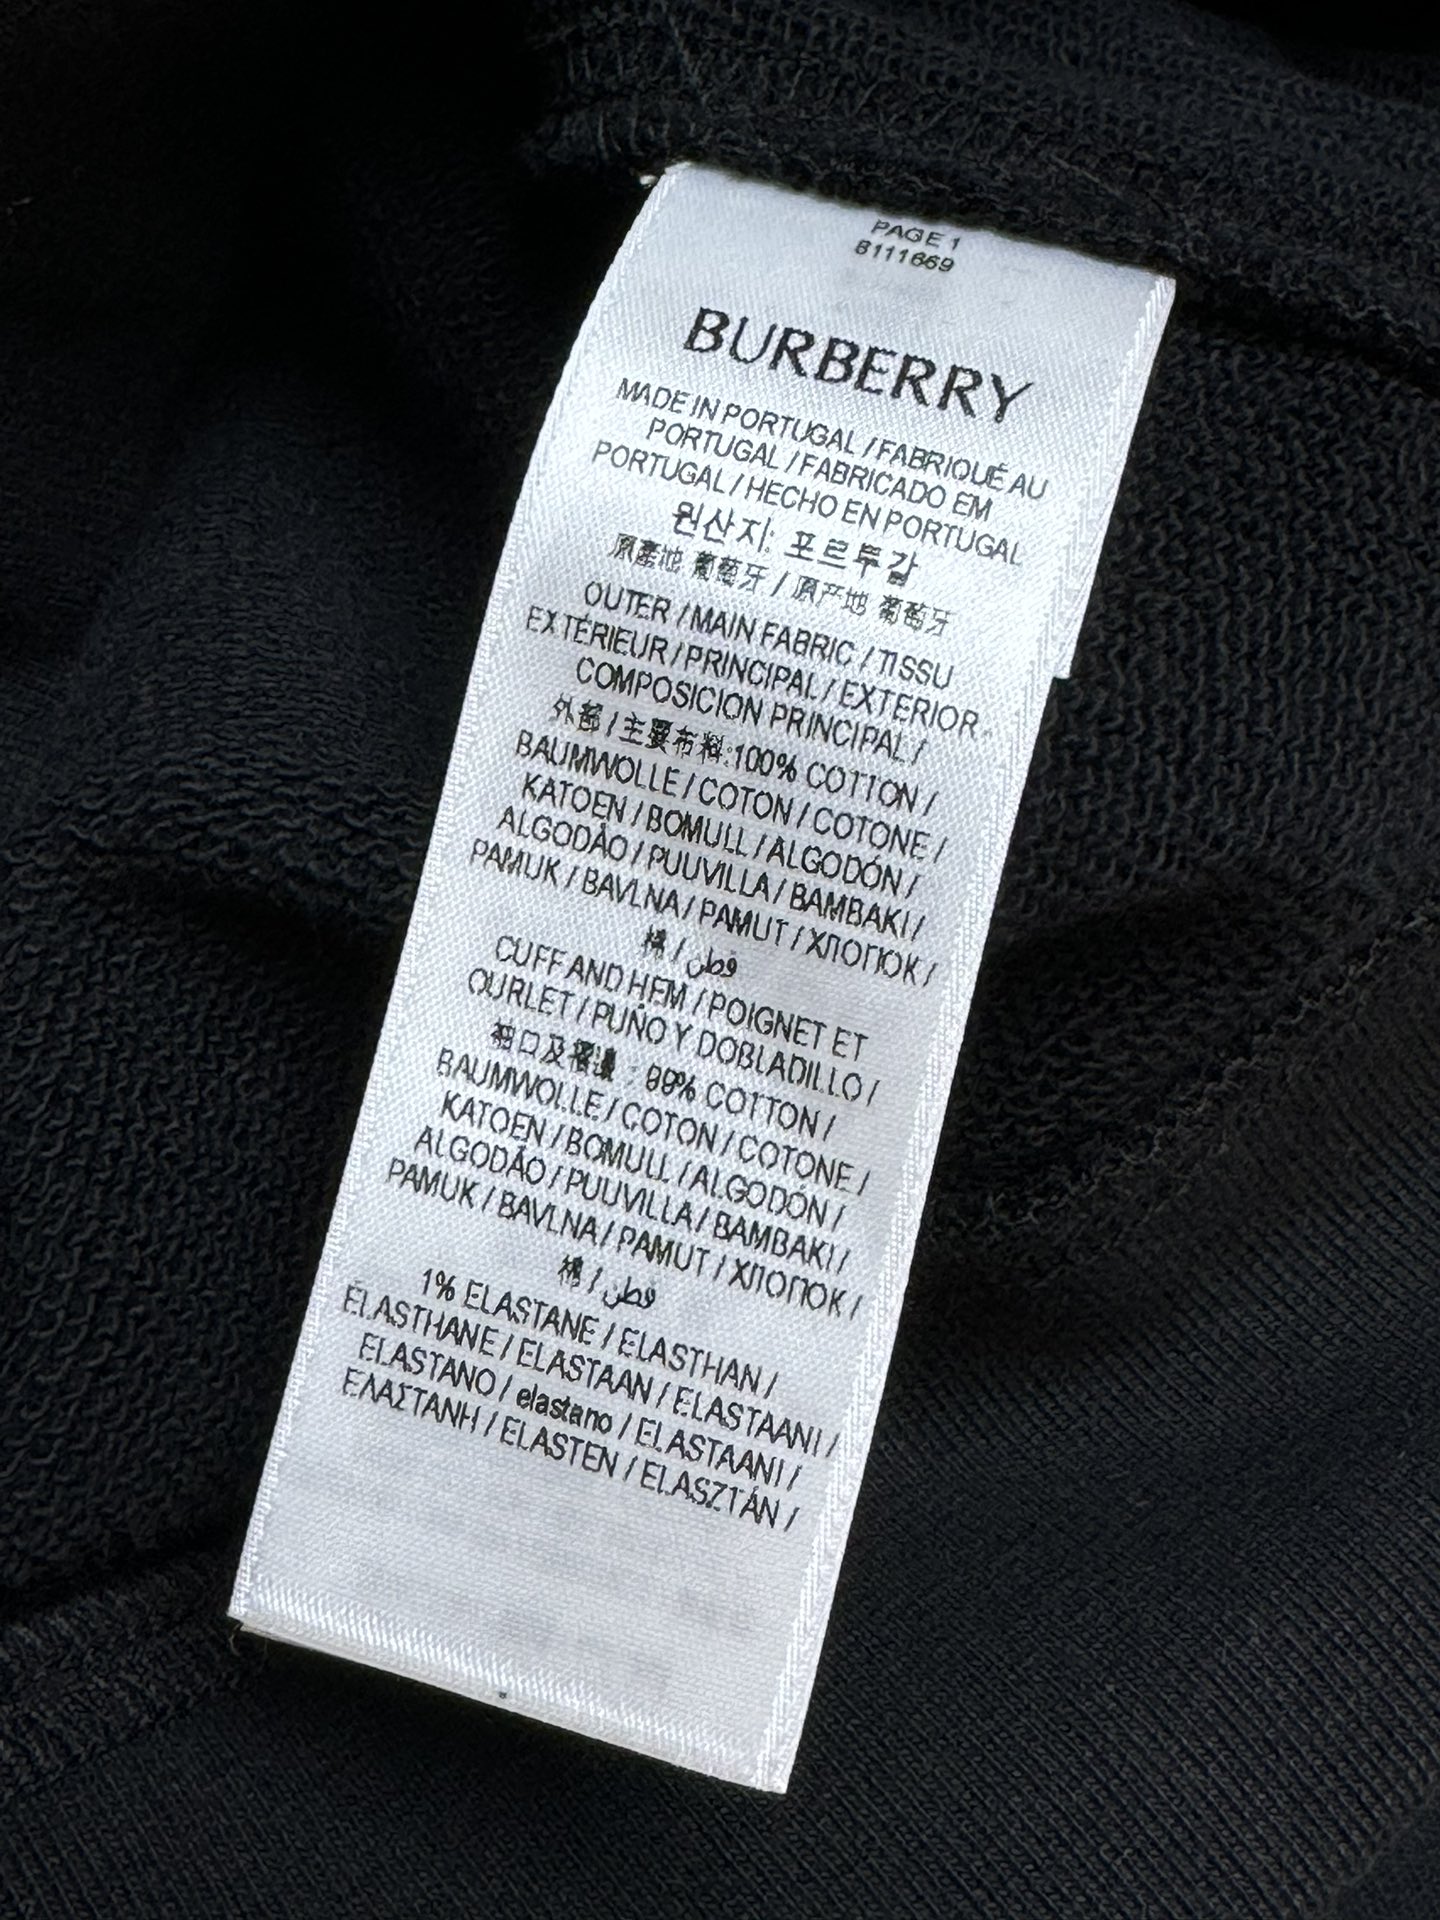 PAGE 1
8111669
BURBERRY
MADE IN PORTUGAL / FABRIQUÉ AU
PORTUGAL / FABRICADO EM
PORTUGAL / HECHO EN PORTUGAL
원산지: 포르투갈
原產地 葡萄牙 / 原产地 葡萄牙
OUTER / MAIN FABRIC / TISSU
EXTÉRIEUR / PRINCIPAL / EXTERIOR
COMPOSICION PRINCIPAL /
外部 / 主要布料:100% COTTON /
BAUMWOLLE / COTON / COTONE /
KATOEN / BOMULL / ALGODÓN /
ALGODÃO / PUUVILLA / BAMBAKI /
PAMUK / BAVLNA / PAMUT / ХЛОПОК /
棉 / قطن
CUFF AND HEM / POIGNET ET
OURLET / PUÑO Y DOBLADILLO /
袖口及 : 99% COTTON /
BAUMWOLLE / COTON / COTONE /
KATOEN / BOMULL / ALGODÓN /
ALGODÃO / PUUVILLA / BAMBAKI /
PAMUK / BAVLNA / PAMUT / ХЛОПОК /
棉 / قطن
1% ELASTANE / ELASTHAN /
ÉLASTHANE / ELASTAAN / ELASTAANI /
ELASTANO / elastano / ELASTAANI /
ΕΛΑΣΤΑΝΗ / ELASTEN / ELASZTÁN /